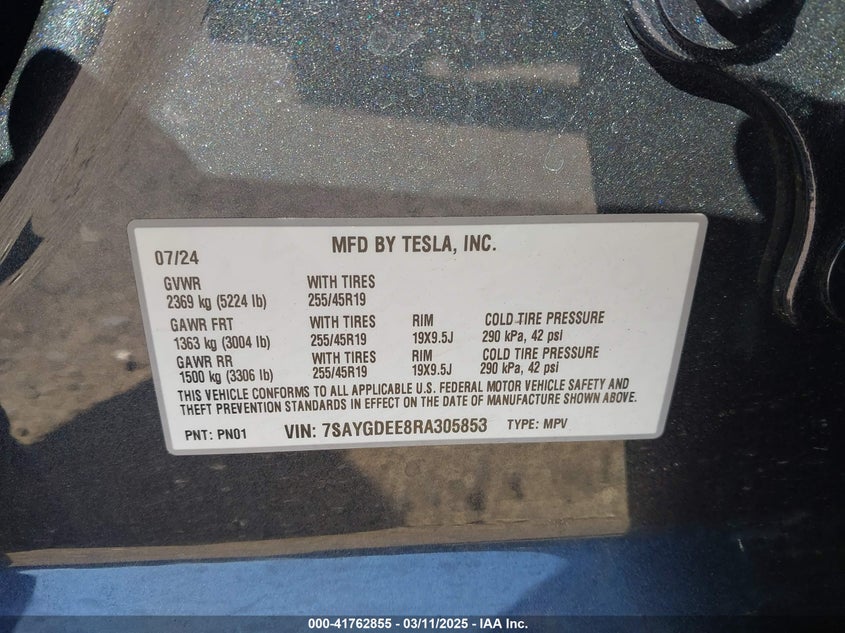 MFD BY TESLA, INC.
07/24
GVWR WITH TIRES
2369 kg (5224 lb) 255/45R19
GAWR FRT WITH TIRES RIM COLD TIRE PRESSURE
1363 kg (3004 lb) 255/45R19 19X9.5J 290 kPa, 42 psi
GAWR RR WITH TIRES RIM COLD TIRE PRESSURE
1500 kg (3306 lb) 255/45R19 19X9.5J 290 kPa, 42 psi
THIS VEHICLE CONFORMS TO ALL APPLICABLE U.S. FEDERAL MOTOR VEHICLE SAFETY AND
THEFT PREVENTION STANDARDS IN EFFECT ON THE DATE OF MANUFACTURE SHOWN ABOVE.
PNT: PN01 VIN: 7SAYGDEE8RA305853 TYPE: MPV
000-41762855 - 03/11/2025 - IAA Inc.